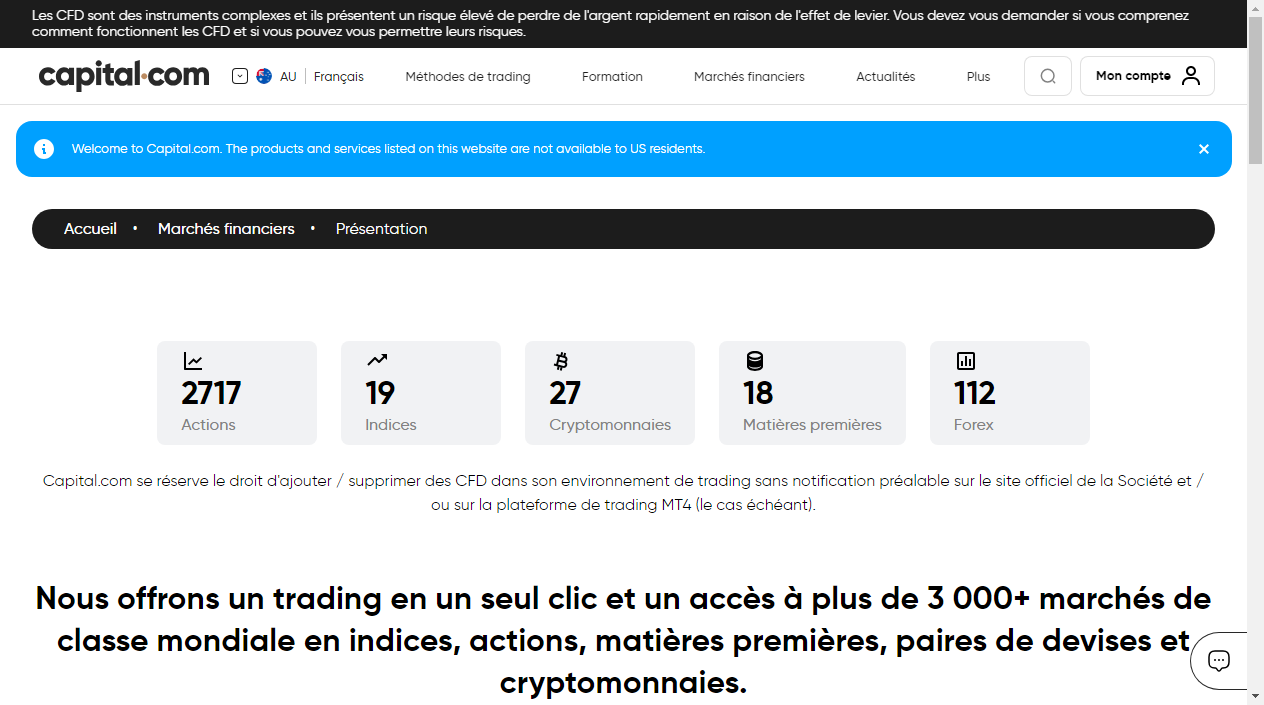 Les CFD sont des instruments complexes et ils présentent un risque élevé de perdre de l'argent rapidement en raison de l'effet de levier. Vous devez vous demander si vous comprenez
comment fonctionnent les CFD et si vous pouvez vous permettre leurs risques.
capital.com
AU
Français
Méthodes de trading
Formation
Marchés financiers
Actualités
Plus
Mon compte
Welcome to Capital.com. The products and services listed on this website are not available to US residents.
Accueil • Marchés financiers • Présentation
2717
Actions
19
Indices
27
Cryptomonnaies
18
Matières premières
112
Forex
Capital.com se réserve le droit d'ajouter / supprimer des CFD dans son environnement de trading sans notification préalable sur le site officiel de la Société et /
ou sur la plateforme de trading MT4 (le cas échéant).
Nous offrons un trading en un seul clic et un accès à plus de 3 000+ marchés de
classe mondiale en indices, actions, matières premières, paires de devises et
cryptomonnaies.